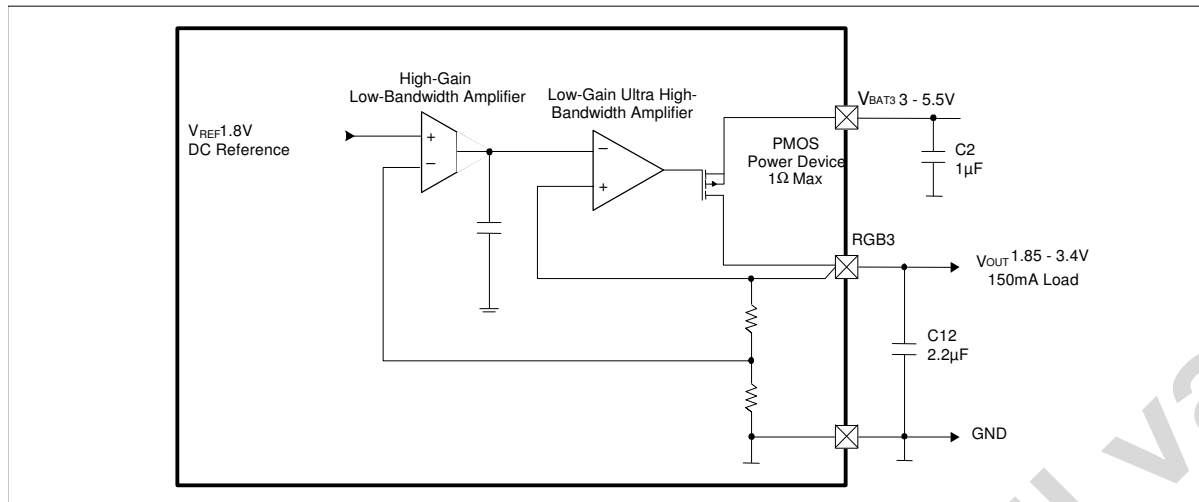 High-Gain
Low-Bandwidth Amplifier
Low-Gain Ultra High-
Bandwidth Amplifier
VREF1.8V
DC Reference
+
−
−
+
PMOS
Power Device
1Ω Max
VBAT3 3 - 5.5V
C2
1µF
RGB3
VOUT 1.85 - 3.4V
150mA Load
C12
2.2µF
GND